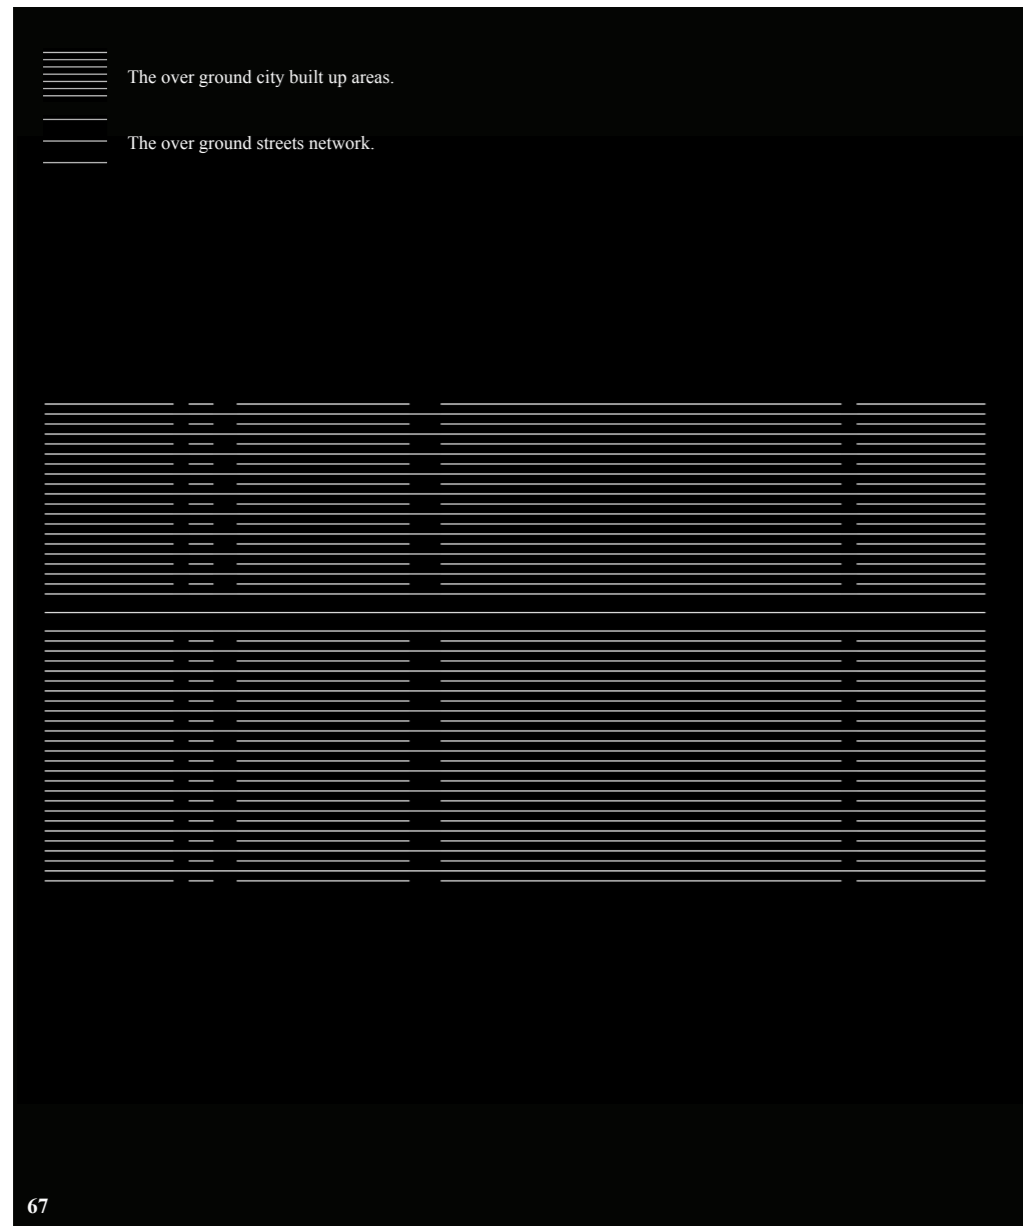 The over ground city built up areas.
The over ground streets network.
67